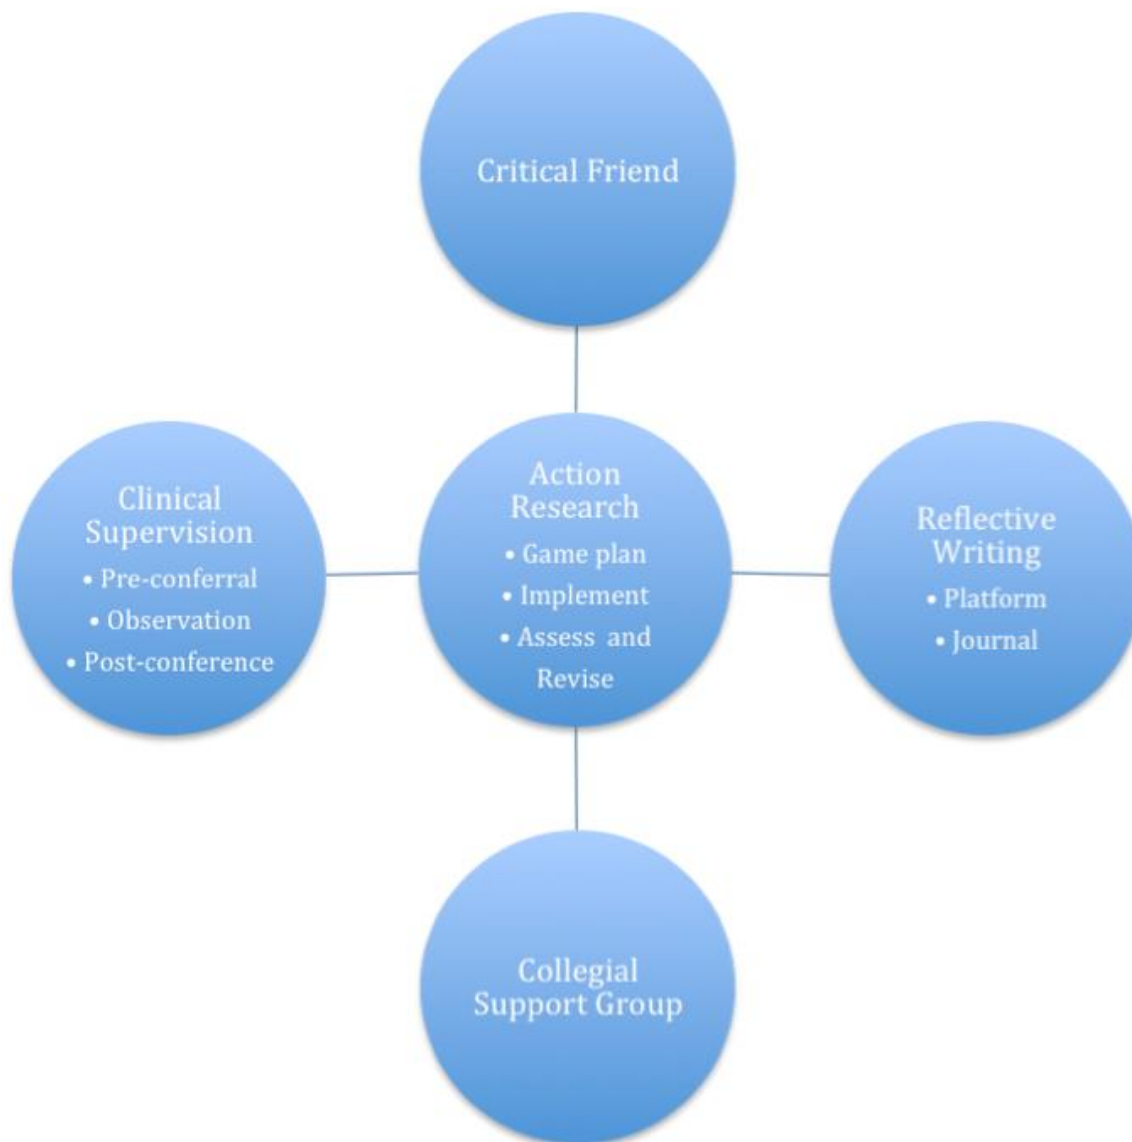 Critical Friend
Clinical
Supervision
• Pre-conferral
• Observation
• Post-conference
Action
Research
• Game plan
• Implement
• Assess and
Revise
Reflective
Writing
• Platform
• Journal
Collegial
Support Group